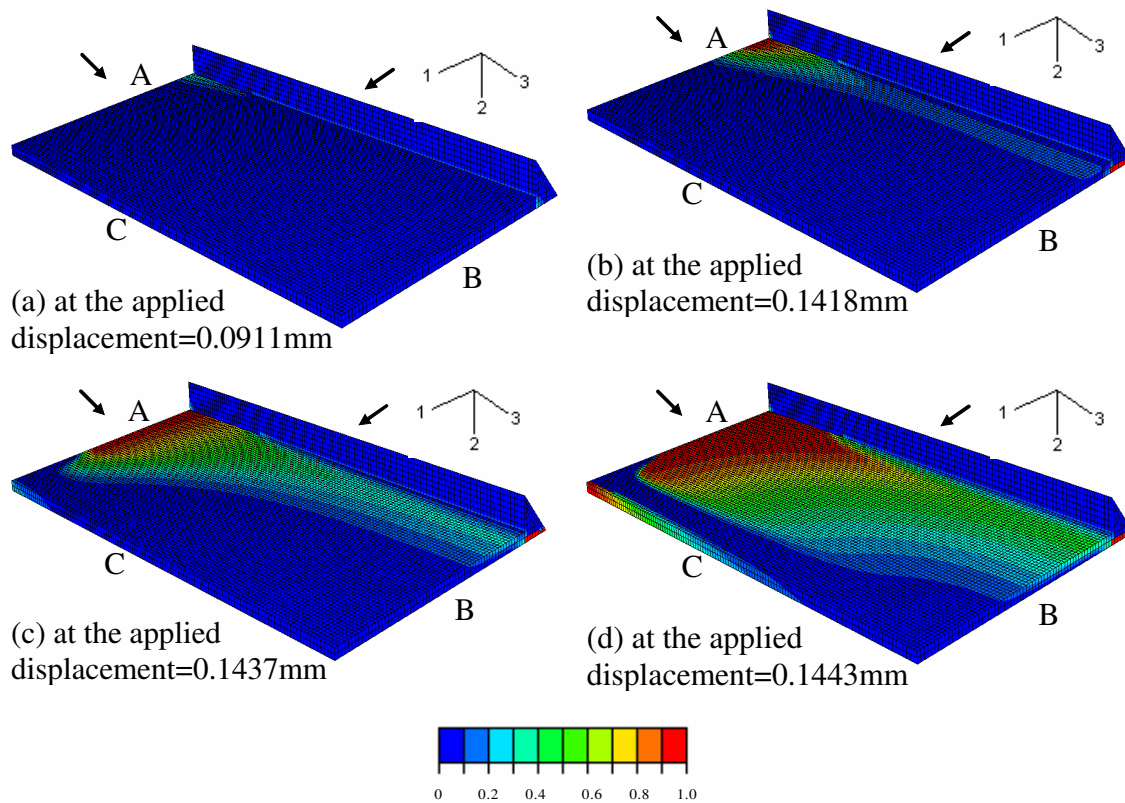 A
1
3
2
C
B
(a) at the applied
displacement=0.0911mm
A
1
3
2
C
B
(b) at the applied
displacement=0.1418mm
A
1
3
2
C
B
(c) at the applied
displacement=0.1437mm
A
1
3
2
C
B
(d) at the applied
displacement=0.1443mm
0 0.2 0.4 0.6 0.8 1.0